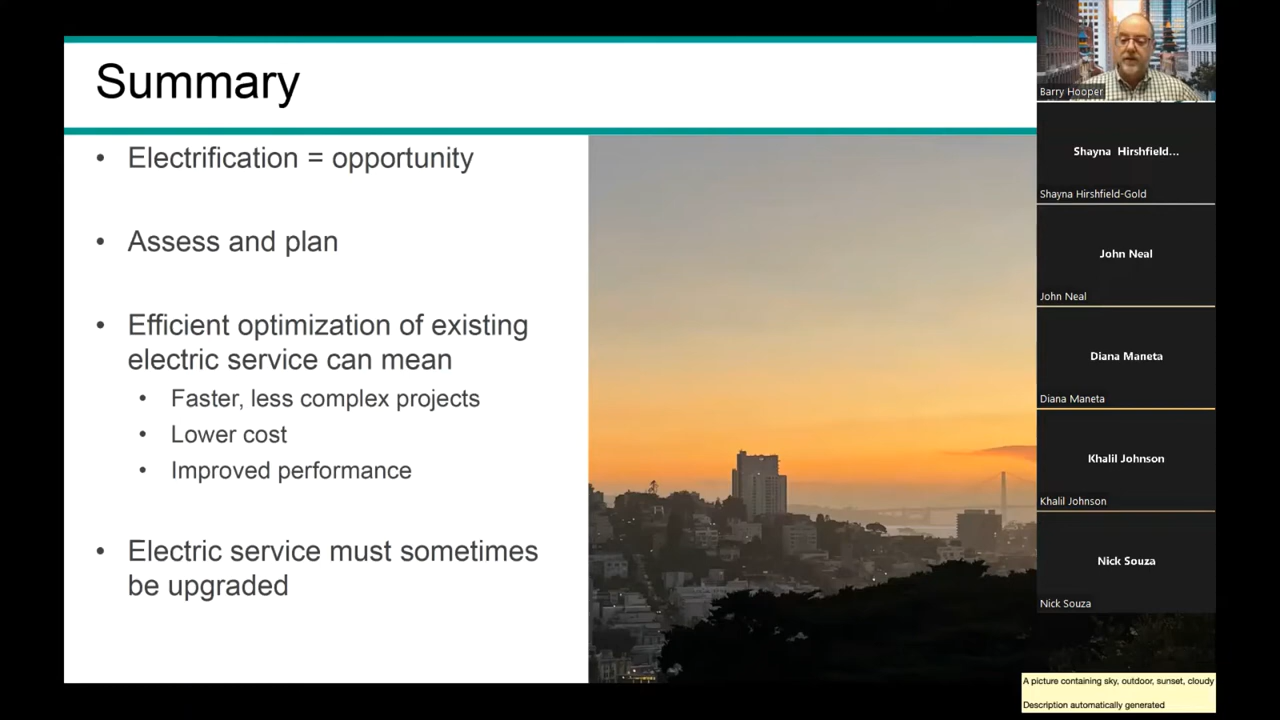 Summary
• Electrification = opportunity
• Assess and plan
• Efficient optimization of existing
electric service can mean
• Faster, less complex projects
• Lower cost
• Improved performance
• Electric service must sometimes
be upgraded
Barry Hooper
Shayna Hirshfield...
Shayna Hirshfield-Gold
John Neal
John Neal
Diana Maneta
Diana Maneta
Khalil Johnson
Khalil Johnson
Nick Souza
Nick Souza
A picture containing sky, outdoor, sunset, cloudy
Description automatically generated